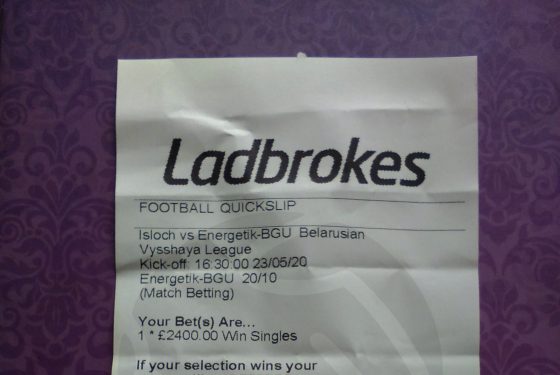 Ladbrokes
FOOTBALL QUICKSLIP
Isloch vs Energetik-BGU Belarusian
Vysshaya League
Kick-off: 16:30:00 23/05/20
Energetik-BGU 20/10
(Match Betting)
Your Bet(s) Are...
1 * £2400.00 Win Singles
If your selection wins your